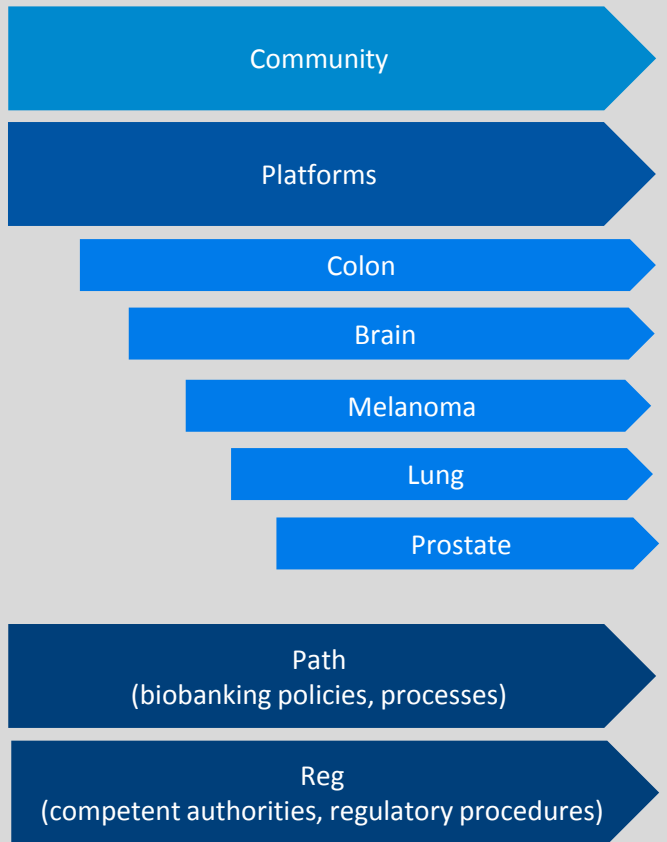 Community
Platforms
Colon
Brain
Melanoma
Lung
Prostate
Path
(biobanking policies, processes)
Reg
(competent authorities, regulatory procedures)